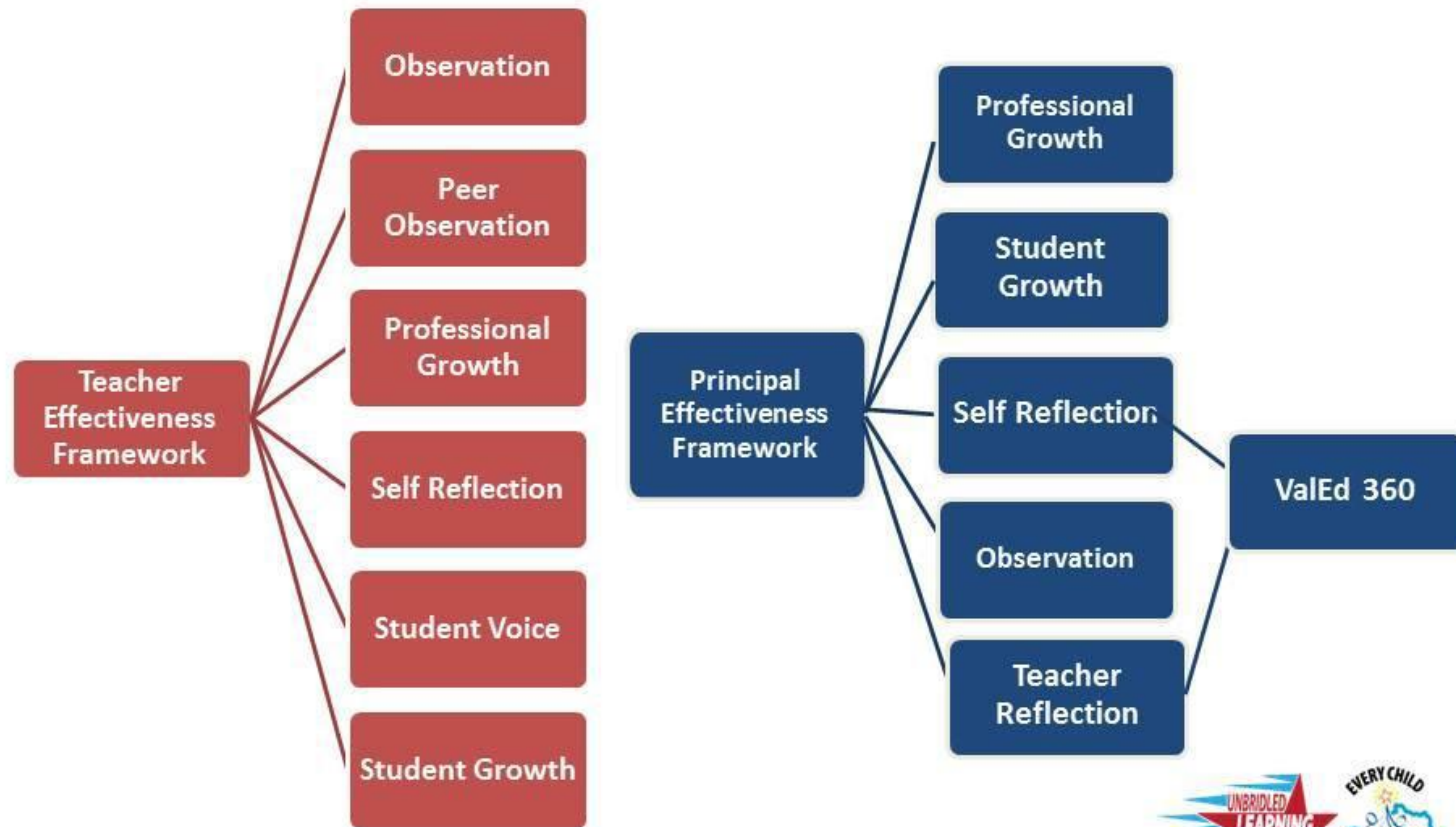 Observation
Peer
Observation
Professional
Growth
Teacher
Effectiveness
Framework
Self Reflection
Student Voice
Student Growth
Professional
Growth
Student
Growth
Principal
Effectiveness
Framework
Self Reflection
Observation
Teacher
Reflection
ValEd 360
UNBRIDLED
LEARNING
EVERY CHILD